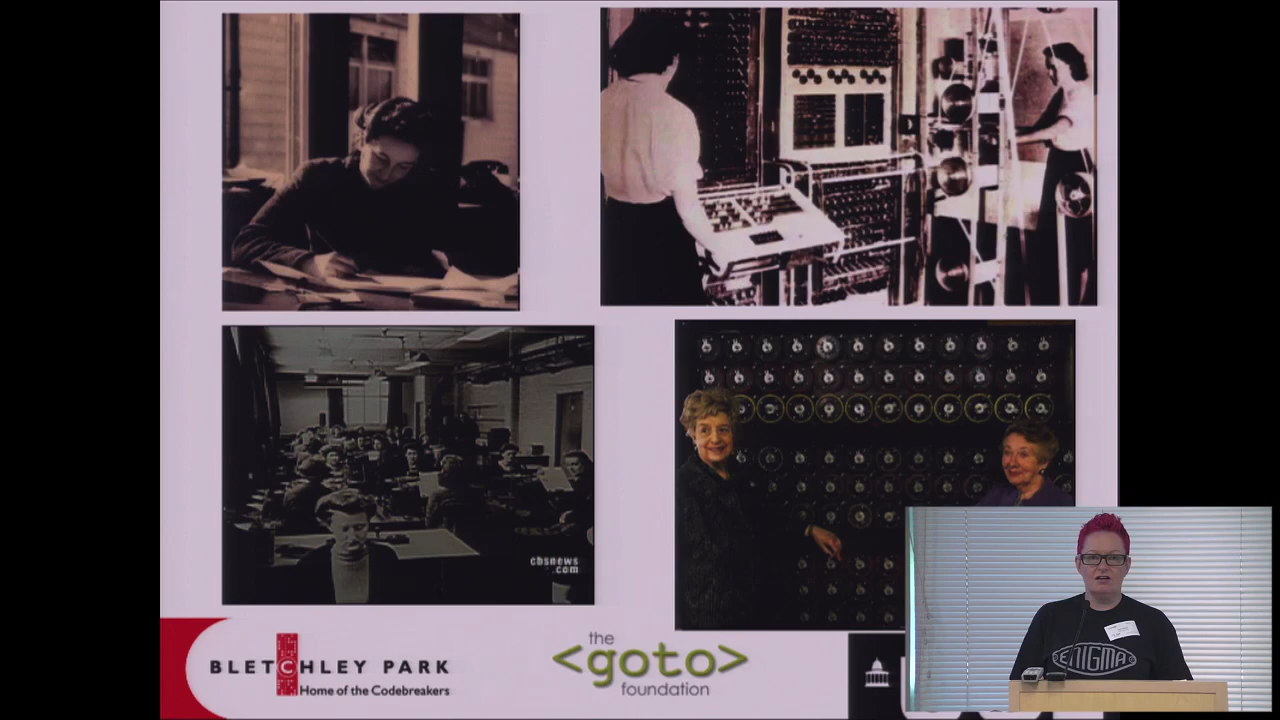 cbsnews
.com
BLETCHLEY PARK
Home of the Codebreakers
the
<goto>
foundation
ENIGMA